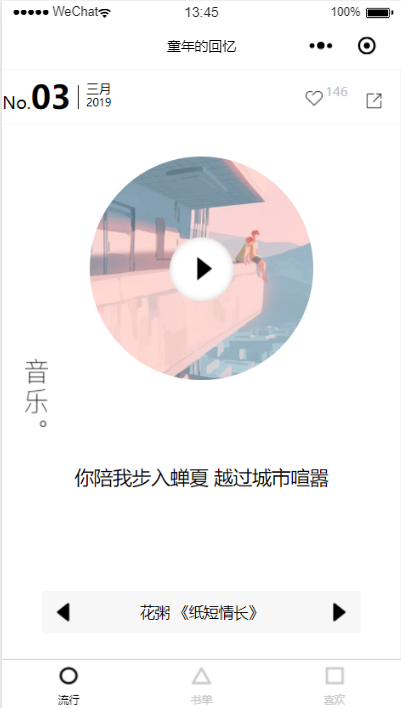 WeChat 13:45 100%
童年的回忆
No.03 三月
2019
146
音乐。
你陪我步入蝉夏 越过城市喧嚣
花粥 《纸短情长》
流行 书单 喜欢